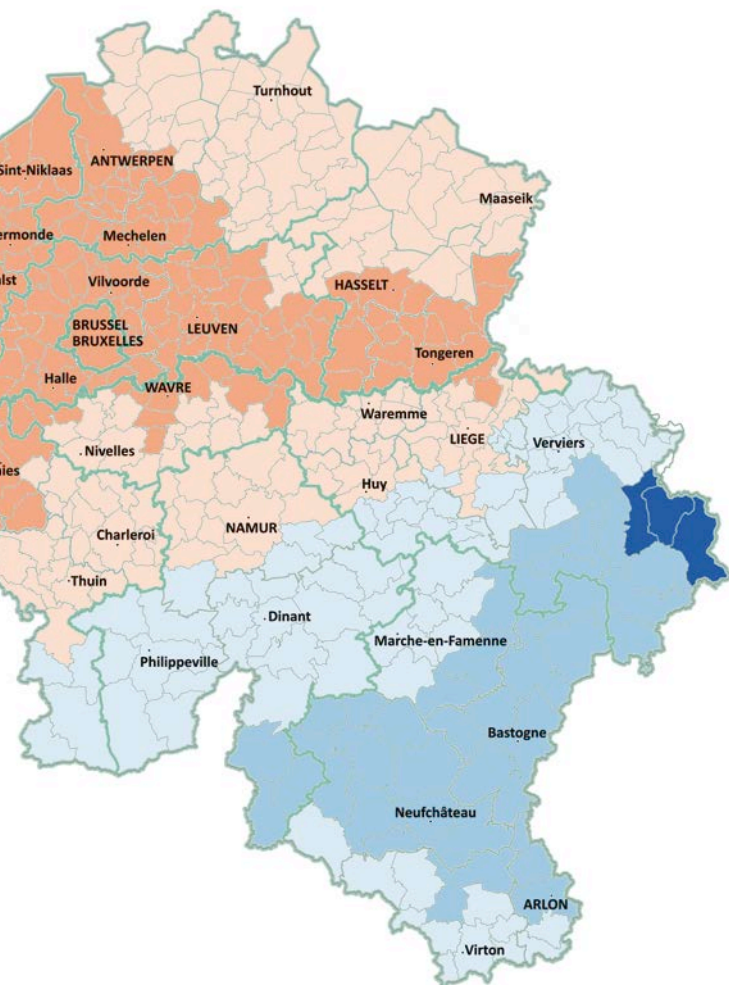 Turnhout
Sint-Niklaas
ANTWERPEN
Maaseik
ermonde
Mechelen
lst
Vilvoorde
HASSELT
BRUSSEL
BRUXELLES
LEUVEN
Tongeren
Halle
WAVRE
Waremme
LIEGE
Verviers
Nivelles
ies
Huy
NAMUR
Charleroi
Thuin
Dinant
Marche-en-Famenne
Philippeville
Bastogne
Neufchâteau
ARLON
Virton